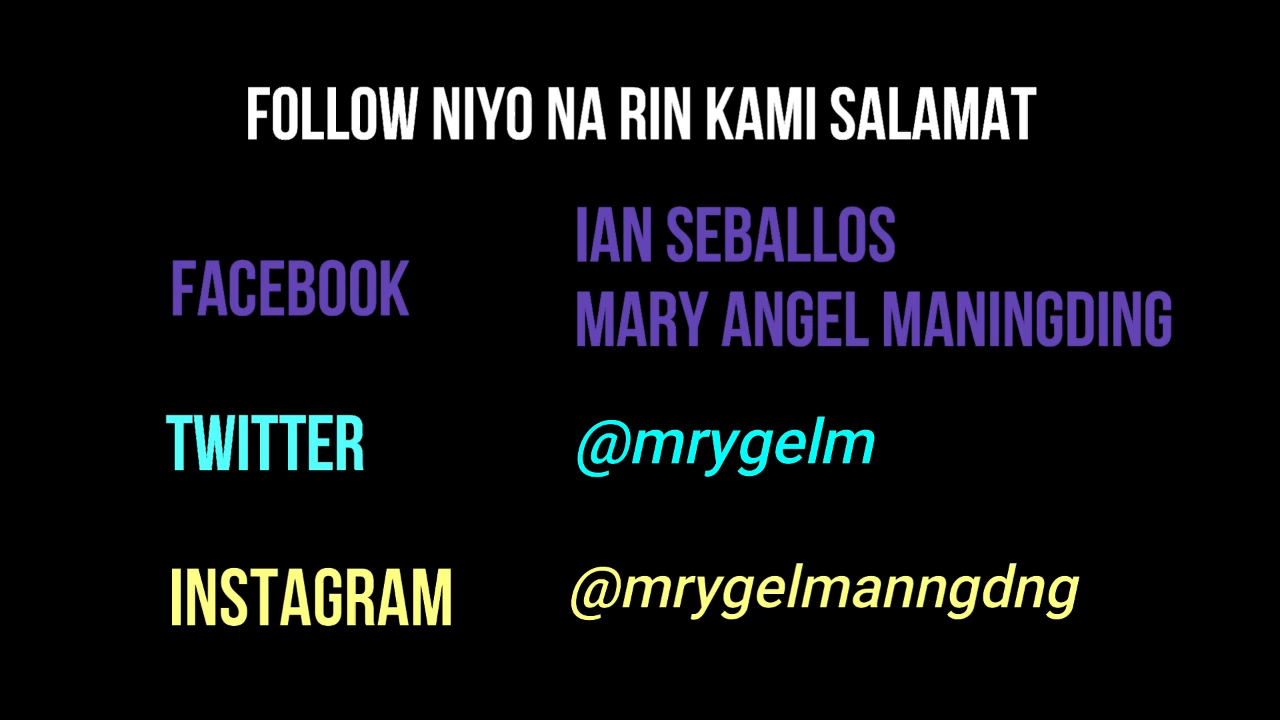 FOLLOW NIYO NA RIN KAMI SALAMAT
FACEBOOK
IAN SEBALLOS
MARY ANGEL MANINGDING
TWITTER @mrygelm
INSTAGRAM @mrygelmanngdng